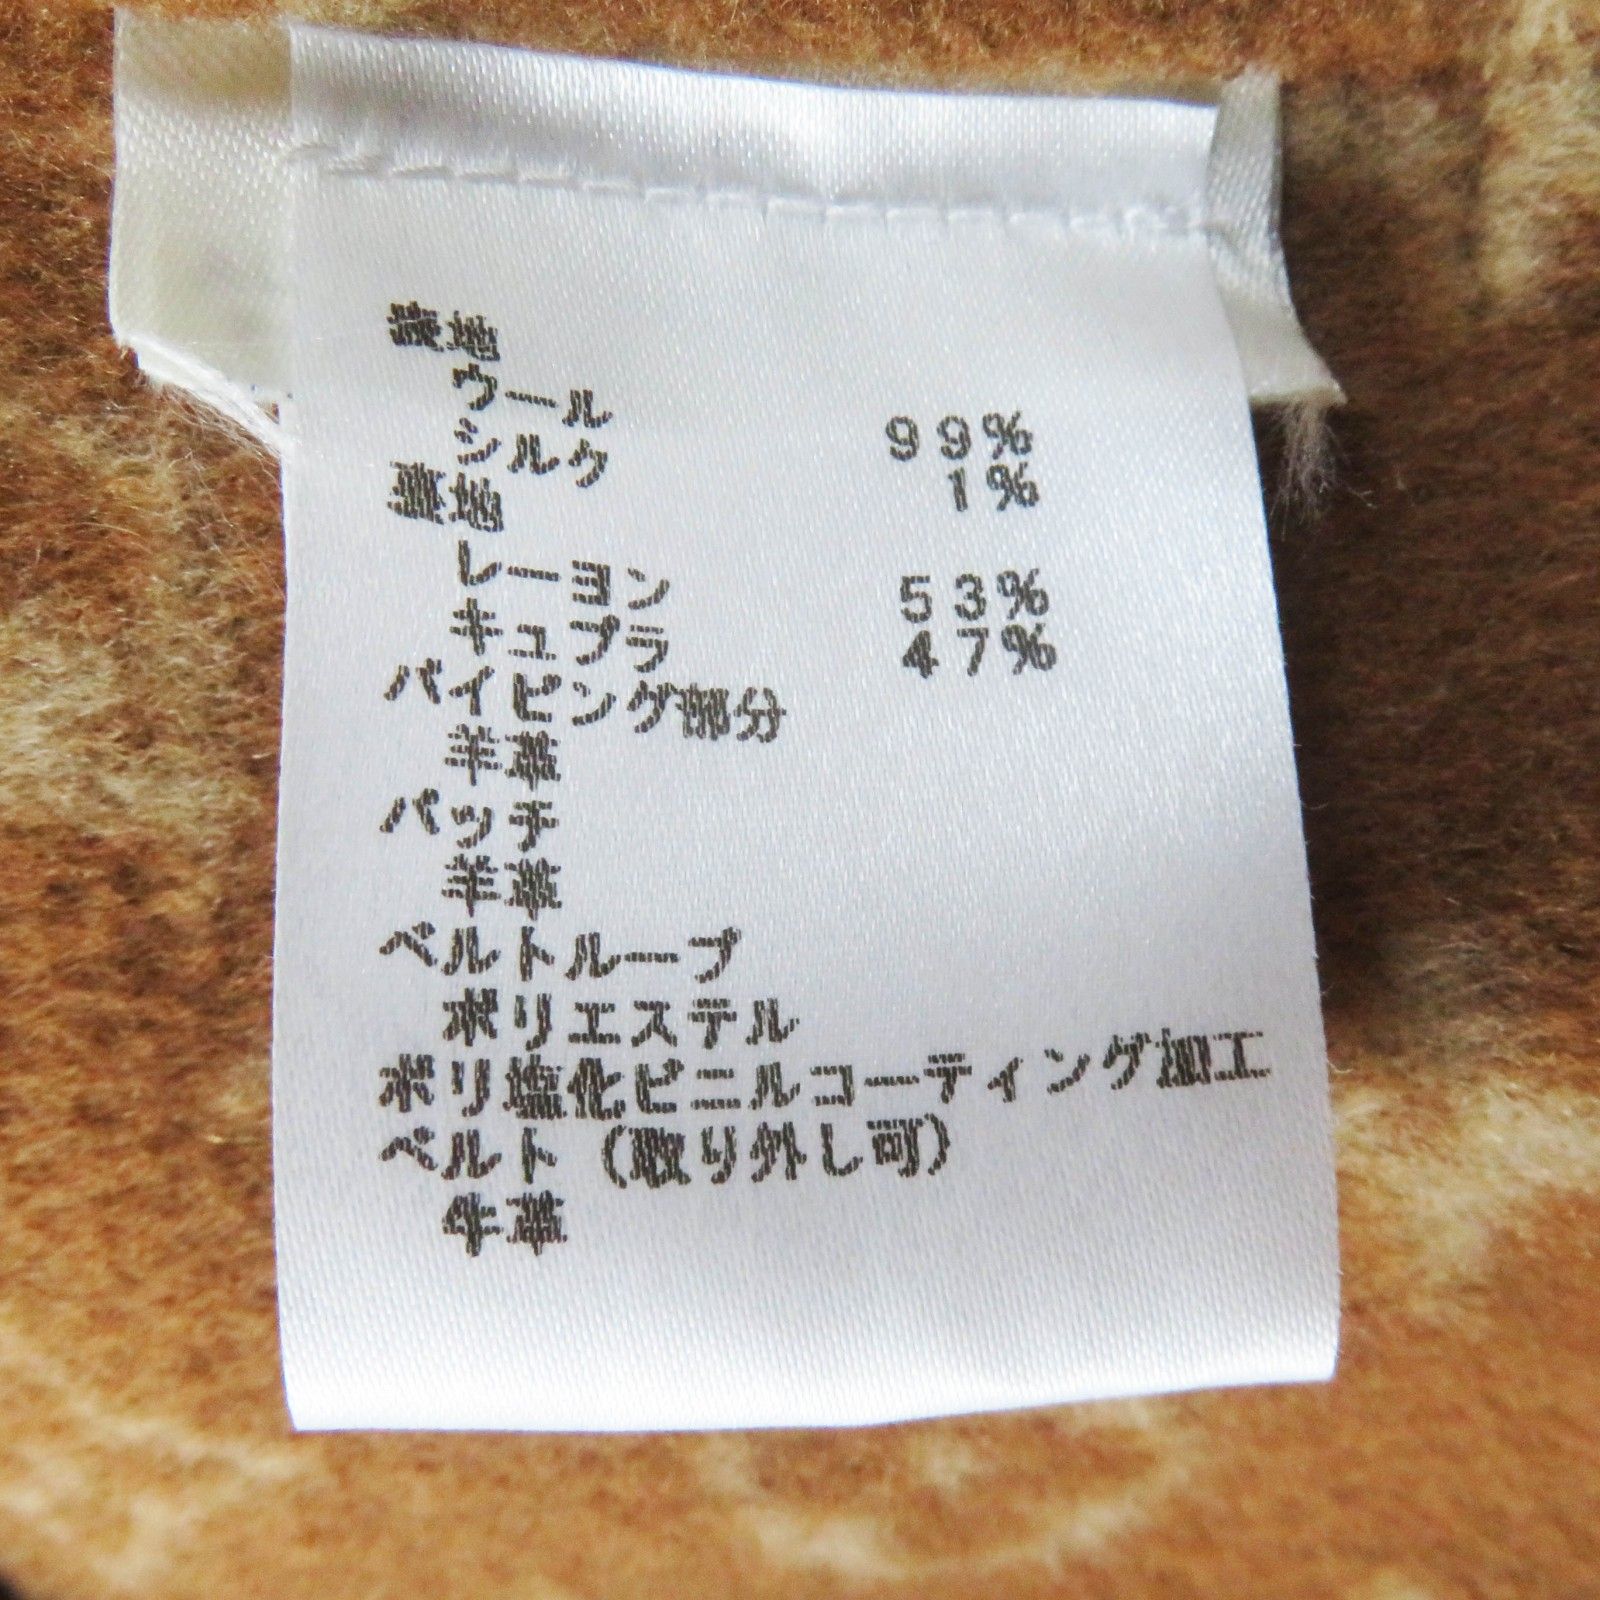 表地
ウール 99%
シルク 1%
裏地
レーヨン 53%
キュプラ 47%
パイピング部分
羊革
パッチ
羊革
ベルトループ
ポリエステル
ポリ塩化ビニルコーティング加工
ベルト（取り外し可）
牛革